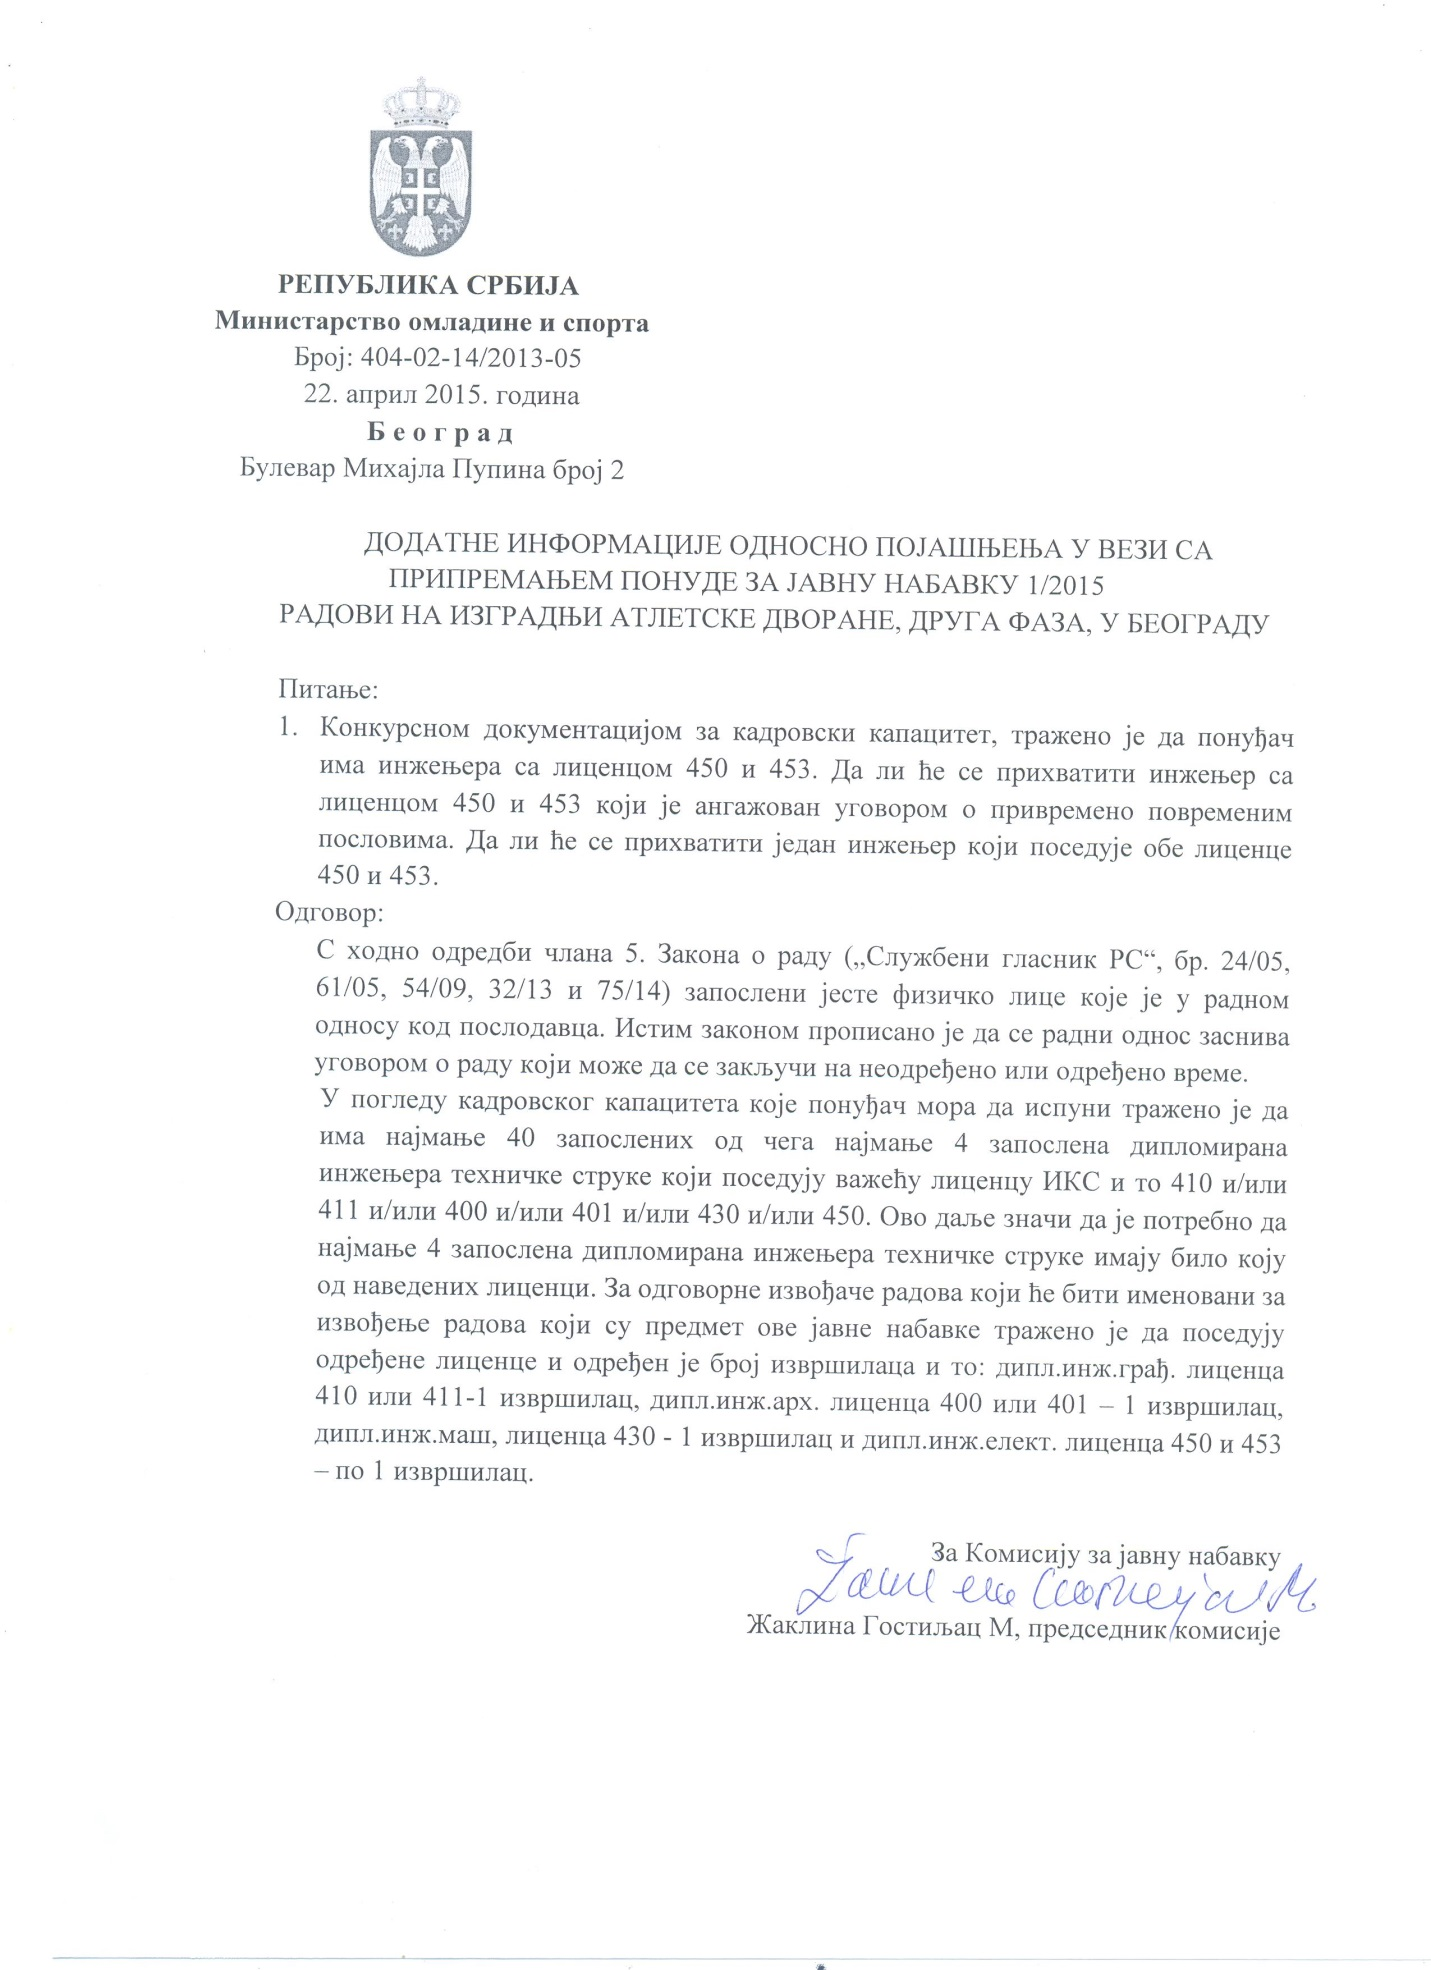 РЕПУБЛИКА СРБИЈА
Министарство омладине и спорта
Број: 404-02-14/2013-05
22. април 2015. година
Б е о г р а д
Булевар Михајла Пупина број 2
ДОДАТНЕ ИНФОРМАЦИЈЕ ОДНОСНО ПОЈАШЊЕЊА У ВЕЗИ СА
ПРИПРЕМАЊЕМ ПОНУДЕ ЗА ЈАВНУ НАБАВКУ 1/2015
РАДОВИ НА ИЗГРАДЊИ АТЛЕТСКЕ ДВОРАНЕ, ДРУГА ФАЗА, У БЕОГРАДУ
Питање:
1. Конкурсном документацијом за кадровски капацитет, тражено је да понуђач
има инжењера са лиценцом 450 и 453. Да ли ће се прихватити инжењер са
лиценцом 450 и 453 који је ангажован уговором о привремено повременим
пословима. Да ли ће се прихватити један инжењер који поседује обе лиценце
450 и 453.
Одговор:
С ходно одредби члана 5. Закона о раду („Службени гласник РС“, бр. 24/05,
61/05, 54/09, 32/13 и 75/14) запослени јесте физичко лице које је у радном
односу код послодавца. Истим законом прописано је да се радни однос заснива
уговором о раду који може да се закључи на неодређено или одређено време.
У погледу кадровског капацитета које понуђач мора да испуни тражено је да
има најмање 40 запослених од чега најмање 4 запослена дипломирана
инжењера техничке струке који поседују важећу лиценцу ИКС и то 410 и/или
411 и/или 400 и/или 401 и/или 430 и/или 450. Ово даље значи да је потребно да
најмање 4 запослена дипломирана инжењера техничке струке имају било коју
од наведених лиценци. За одговорне извођаче радова који ће бити именовани за
извођење радова који су предмет ове јавне набавке тражено је да поседују
одређене лиценце и одређен је број извршилаца и то: дипл.инж.грађ. лиценца
410 или 411-1 извршилац, дипл.инж.арх. лиценца 400 или 401 – 1 извршилац,
дипл.инж.маш, лиценца 430 - 1 извршилац и дипл.инж.елект. лиценца 450 и 453
– по 1 извршилац.
За Комисију за јавну набавку
Жаклина Гостиљац М, председник комисије